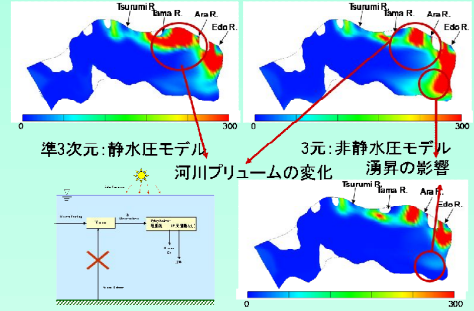 Tsurumi R.
Tama R.
Ara R.
Edo R.
0 300
Tsurumi R.
Tama R.
Ara R.
Edo R.
0 300
準3次元:静水圧モデル
3元:非静水圧モデル
河川プリュームの変化
湧昇の影響
Tsurumi R.
Tama R.
Ara R.
Edo R.
0 300